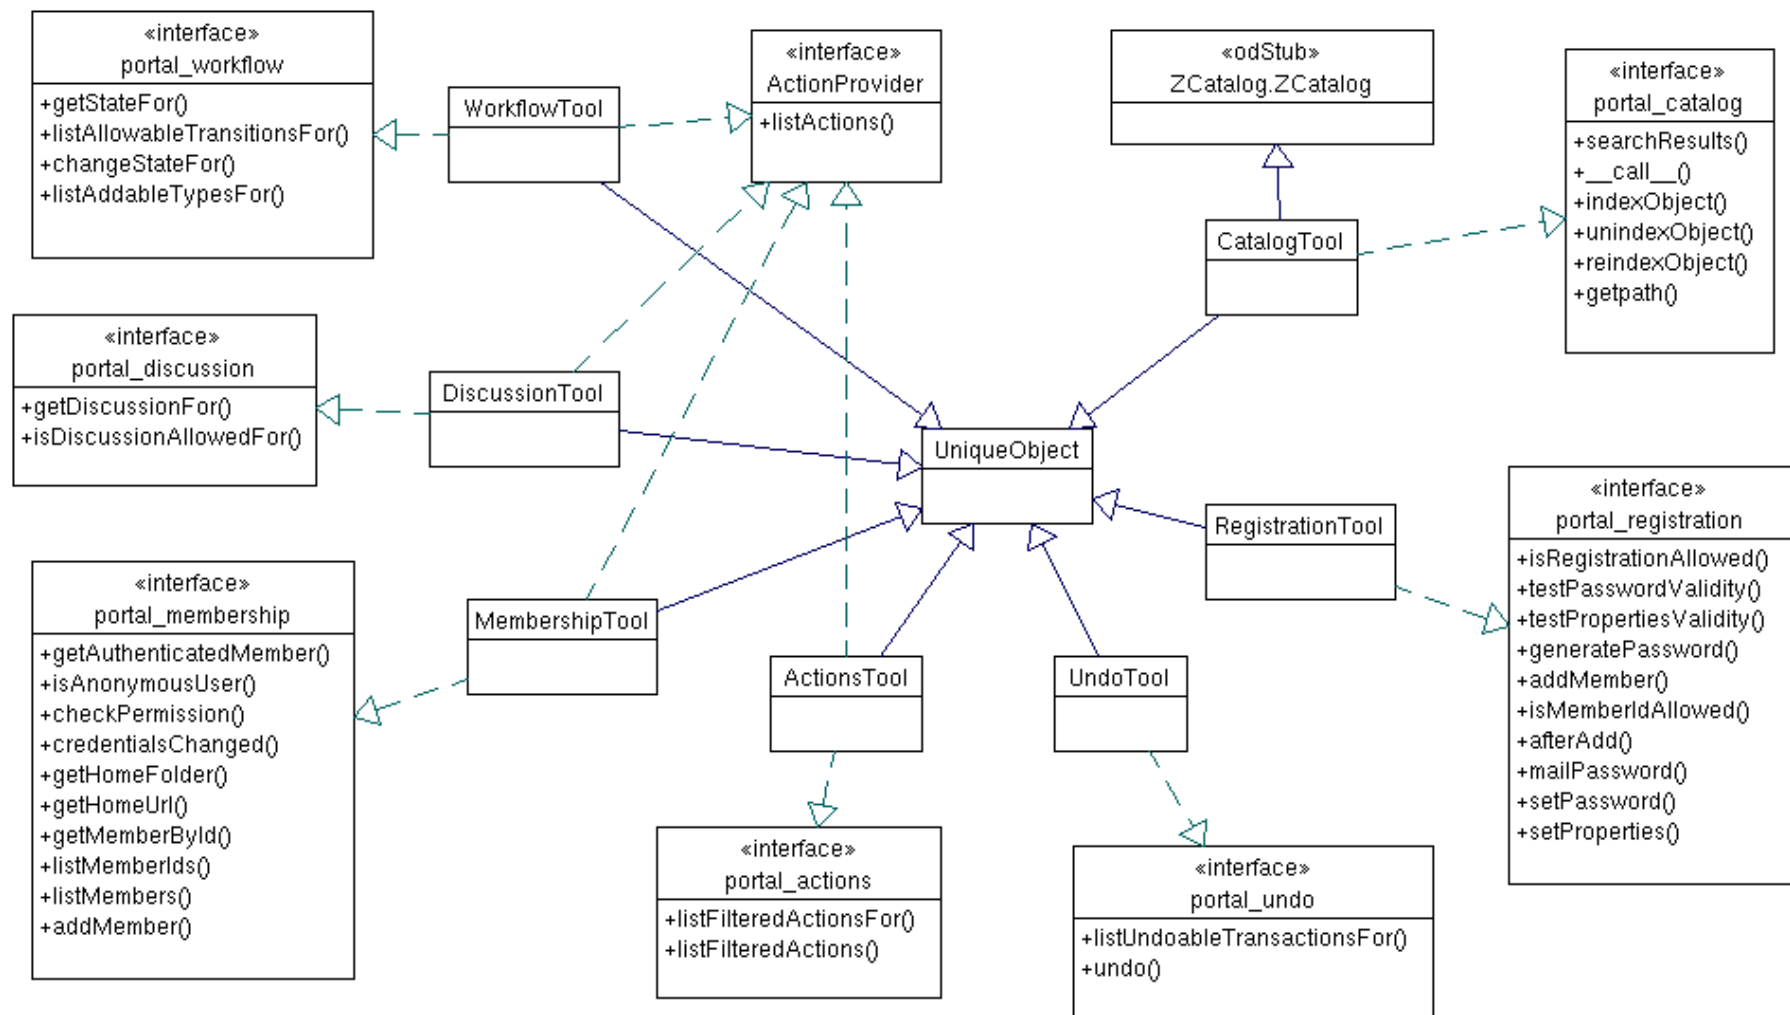 «interface»
portal_workflow
+getStateFor()
+listAllowableTransitionsFor()
+changeStateFor()
+listAddableTypesFor()
WorkflowTool
«interface»
ActionProvider
+listActions()
«odStub»
ZCatalog.ZCatalog
«interface»
portal_catalog
+searchResults()
+__call__()
+indexObject()
+unindexObject()
+reindexObject()
+getpath()
CatalogTool
«interface»
portal_discussion
+getDiscussionFor()
+isDiscussionAllowedFor()
DiscussionTool
UniqueObject
RegistrationTool
«interface»
portal_registration
+isRegistrationAllowed()
+testPasswordValidity()
+testPropertiesValidity()
+generatePassword()
+addMember()
+isMemberIdAllowed()
+afterAdd()
+mailPassword()
+setPassword()
+setProperties()
«interface»
portal_membership
+getAuthenticatedMember()
+isAnonymousUser()
+checkPermission()
+credentialsChanged()
+getHomeFolder()
+getHomeUrl()
+getMemberById()
+listMemberIds()
+listMembers()
+addMember()
MembershipTool
ActionsTool
UndoTool
«interface»
portal_actions
+listFilteredActionsFor()
+listFilteredActions()
«interface»
portal_undo
+listUndoableTransactionsFor()
+undo()